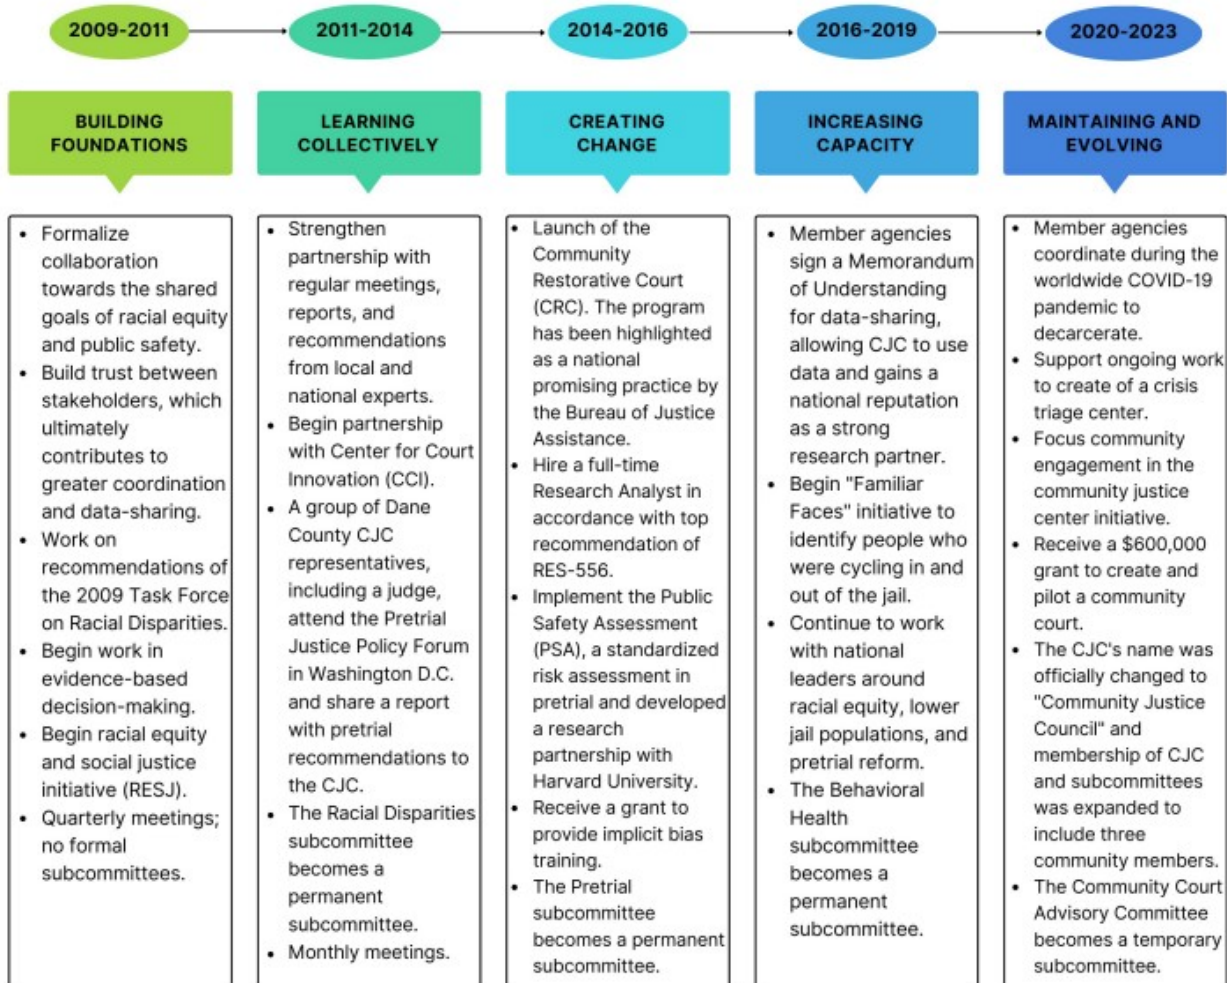 2009-2011
2011-2014
2014-2016
2016-2019
2020-2023
BUILDING
FOUNDATIONS
LEARNING
COLLECTIVELY
CREATING
CHANGE
INCREASING
CAPACITY
MAINTAINING AND
EVOLVING
• Formalize
collaboration
towards the shared
goals of racial equity
and public safety.
• Build trust between
stakeholders, which
ultimately
contributes to
greater coordination
and data-sharing.
• Work on
recommendations of
the 2009 Task Force
on Racial Disparities.
• Begin work in
evidence-based
decision-making.
• Begin racial equity
and social justice
initiative (RESJ).
• Quarterly meetings;
no formal
subcommittees.
• Strengthen
partnership with
regular meetings,
reports, and
recommendations
from local and
national experts.
• Begin partnership
with Center for Court
Innovation (CCI).
• A group of Dane
County CJC
representatives,
including a judge,
attend the Pretrial
Justice Policy Forum
in Washington D.C.
and share a report
with pretrial
recommendations to
the CJC.
• The Racial Disparities
subcommittee
becomes a
permanent
subcommittee.
• Monthly meetings.
• Launch of the
Community
Restorative Court
(CRC). The program
has been highlighted
as a national
promising practice by
the Bureau of Justice
Assistance.
• Hire a full-time
Research Analyst in
accordance with top
recommendation of
RES-556.
• Implement the Public
Safety Assessment
(PSA), a standardized
risk assessment in
pretrial and developed
a research
partnership with
Harvard University.
• Receive a grant to
provide implicit bias
training.
• The Pretrial
subcommittee
becomes a permanent
subcommittee.
• Member agencies
sign a Memorandum
of Understanding
for data-sharing,
allowing CJC to use
data and gains a
national reputation
as a strong
research partner.
• Begin "Familiar
Faces" initiative to
identify people who
were cycling in and
out of the jail.
• Continue to work
with national
leaders around
racial equity, lower
jail populations, and
pretrial reform.
• The Behavioral
Health
subcommittee
becomes a
permanent
subcommittee.
• Member agencies
coordinate during the
worldwide COVID-19
pandemic to
decarcerate.
• Support ongoing work
to create of a crisis
triage center.
• Focus community
engagement in the
community justice
center initiative.
• Receive a $600,000
grant to create and
pilot a community
court.
• The CJC's name was
officially changed to
"Community Justice
Council" and
membership of CJC
and subcommittees
was expanded to
include three
community members.
• The Community Court
Advisory Committee
becomes a temporary
subcommittee.